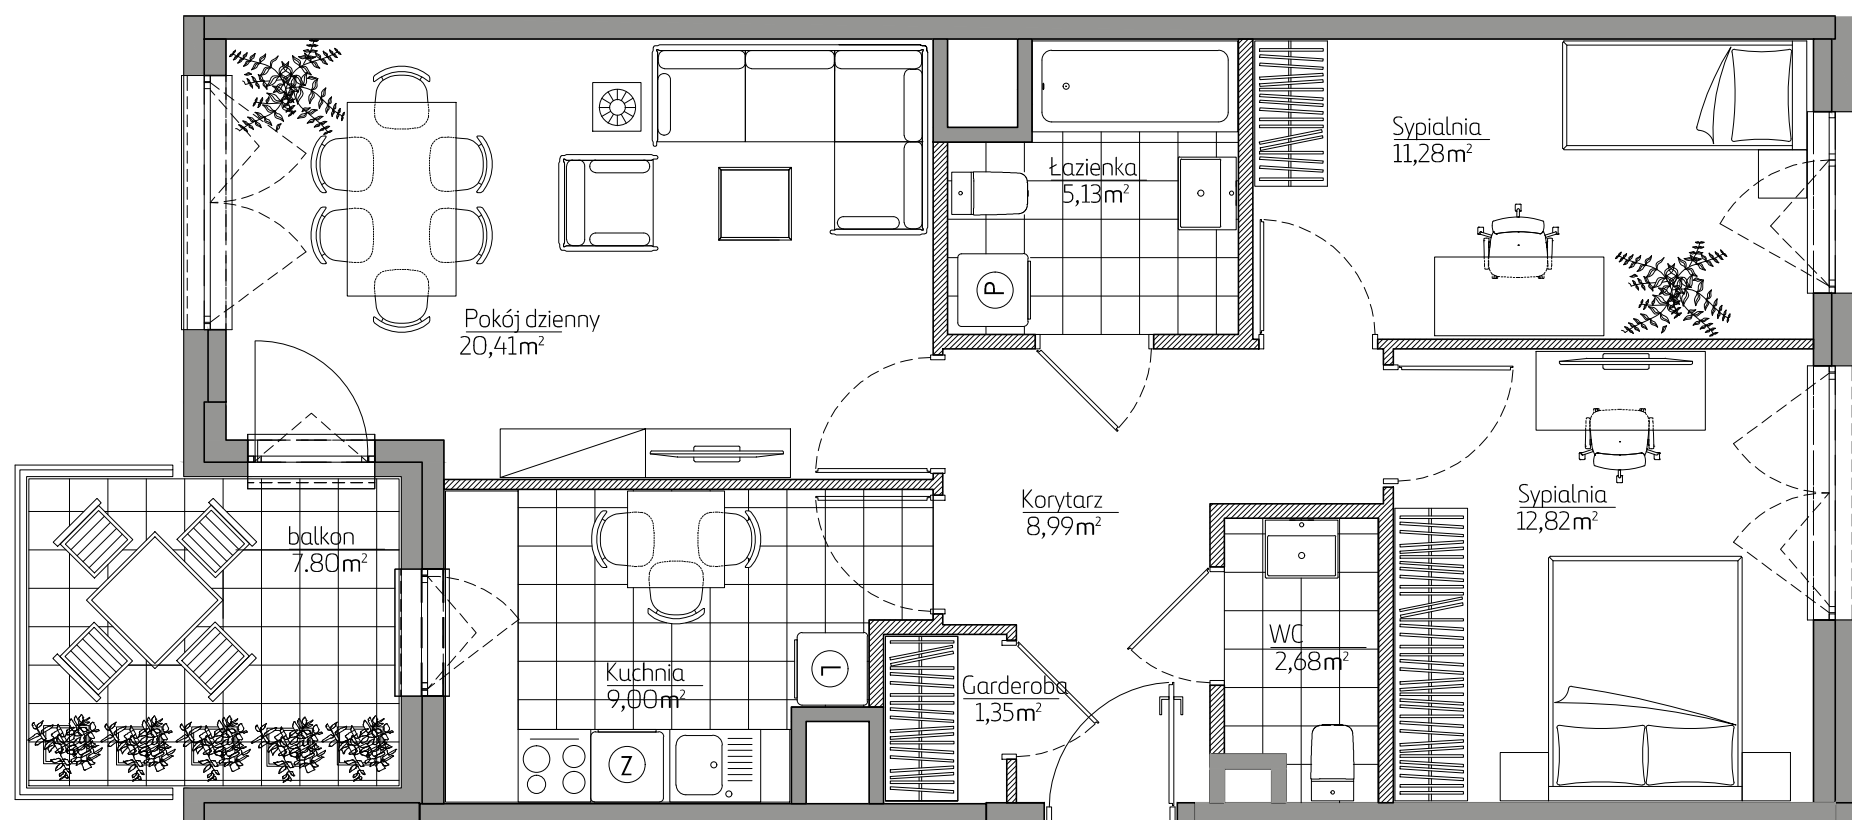 Sypialnia
11,28m²
Łazienka
5,13m²
P
Pokój dzienny
20,41m²
Korytarz
8,99m²
Sypialnia
12,82m²
balkon
7.80m²
WC
2,68m²
Kuchnia
9,00m²
L
Garderoba
1,35m²
Z